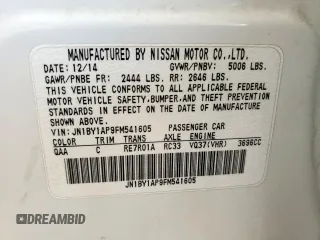 MANUFACTURED BY NISSAN MOTOR CO.,LTD.
DATE: 12/14 GVWR/PNBV: 5006 LBS.
GAWR/PNBE FR: 2444 LBS. RR: 2646 LBS.
THIS VEHICLE CONFORMS TO ALL APPLICABLE
FEDERAL MOTOR VEHICLE SAFETY, BUMPER, AND THEFT PREVENTION
STANDARDS IN EFFECT ON THE DATE OF MANUFACTURE
SHOWN ABOVE.
VIN: JN1BY1AP9FM541605 PASSENGER CAR
COLOR TRIM TRANS AXLE ENGINE
QAA C RE7R01A RC33 VQ37(VHR) 3696CC
JN1BY1AP9FM541605
DREAMBID